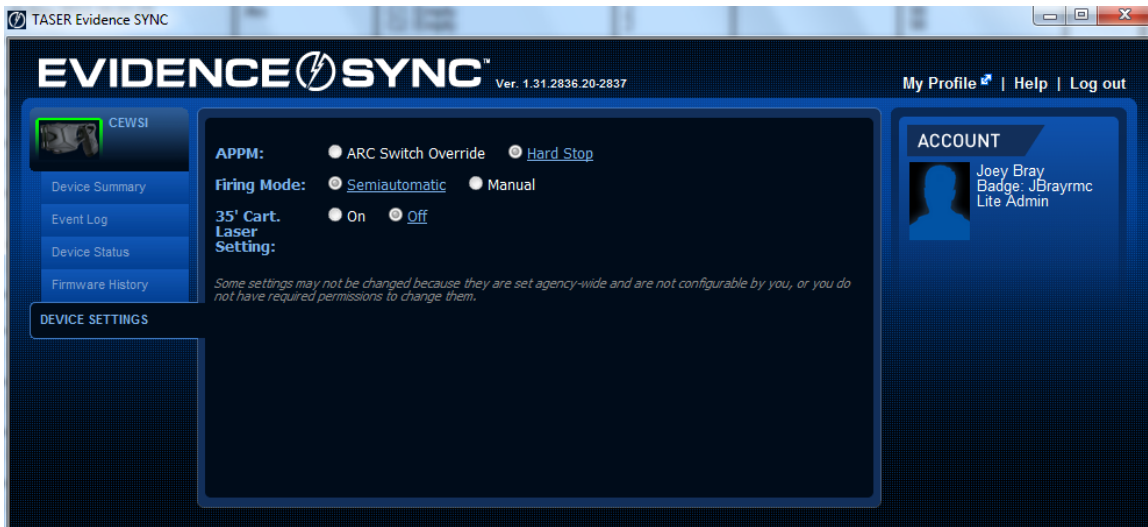 TASER Evidence SYNC
EVIDENCE SYNC™ Ver. 1.31.2836.20-2837
My Profile | Help | Log out
CEWSI
Device Summary
Event Log
Device Status
Firmware History
DEVICE SETTINGS
APPM: ARC Switch Override Hard Stop
Firing Mode: Semiautomatic Manual
35' Cart. On Off
Laser
Setting:
Some settings may not be changed because they are set agency-wide and are not configurable by you, or you do
not have required permissions to change them.
ACCOUNT
Joey Bray
Badge: JBrayrmc
Lite Admin